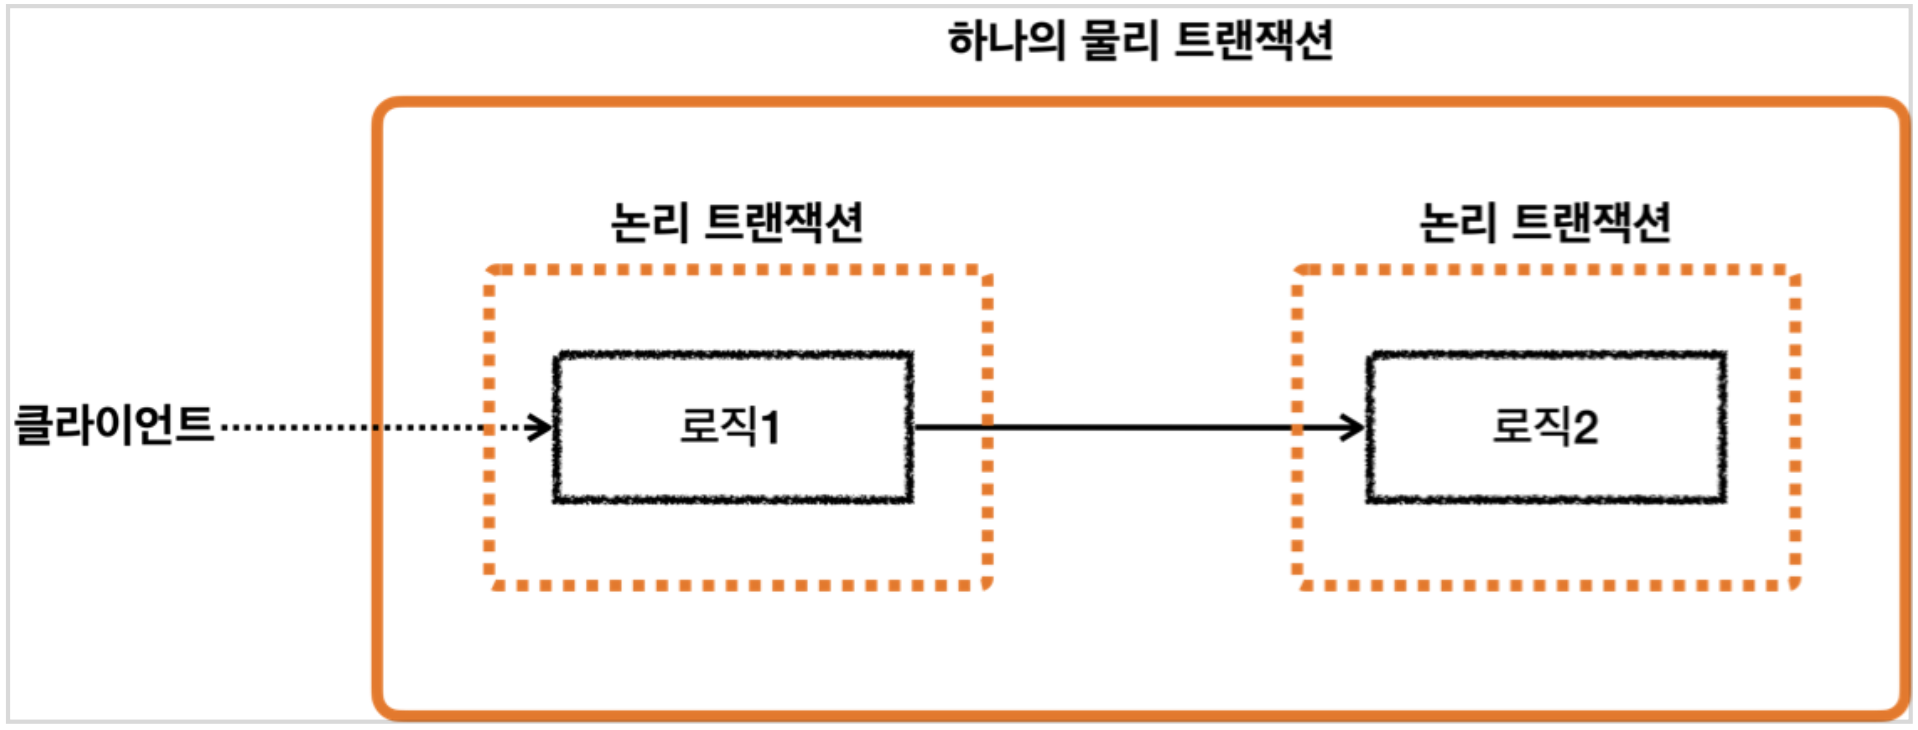 하나의 물리 트랜잭션
논리 트랜잭션
논리 트랜잭션
클라이언트
로직1
로직2